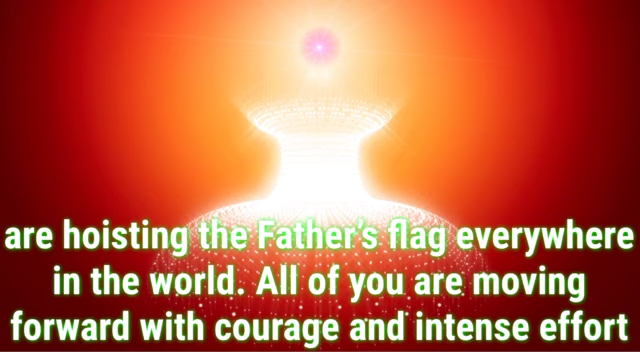 are hoisting the Father's flag everywhere
in the world. All of you are moving
forward with courage and intense effort